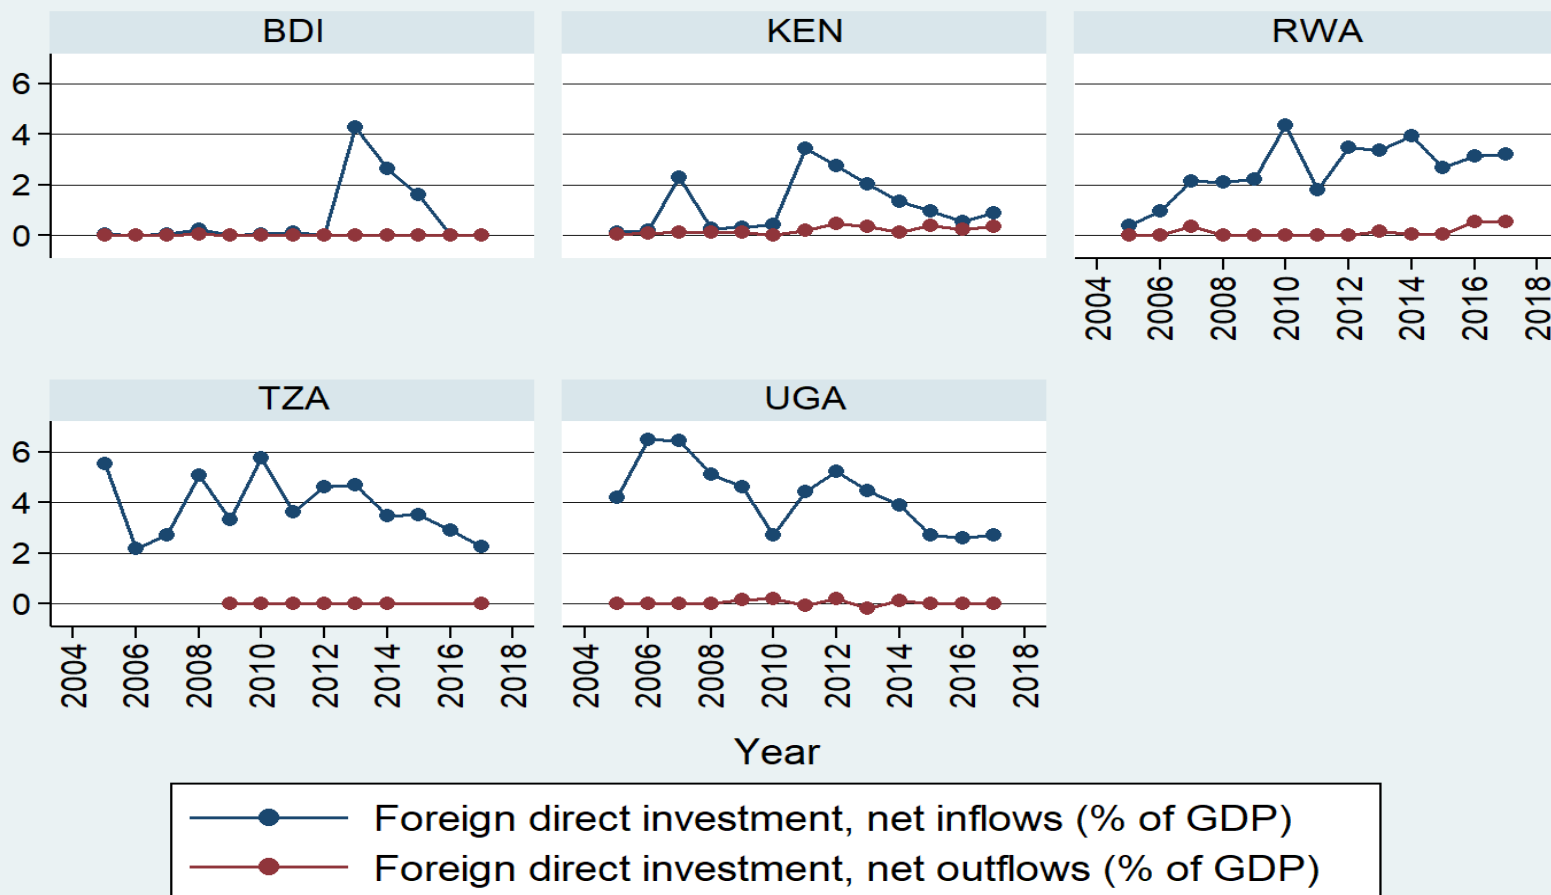 BDI
KEN
RWA
6
4
2
0
2004 2006 2008 2010 2012 2014 2016 2018
TZA
UGA
6
4
2
0
2004 2006 2008 2010 2012 2014 2016 2018
2004 2006 2008 2010 2012 2014 2016 2018
Year
Foreign direct investment, net inflows (% of GDP)
Foreign direct investment, net outflows (% of GDP)